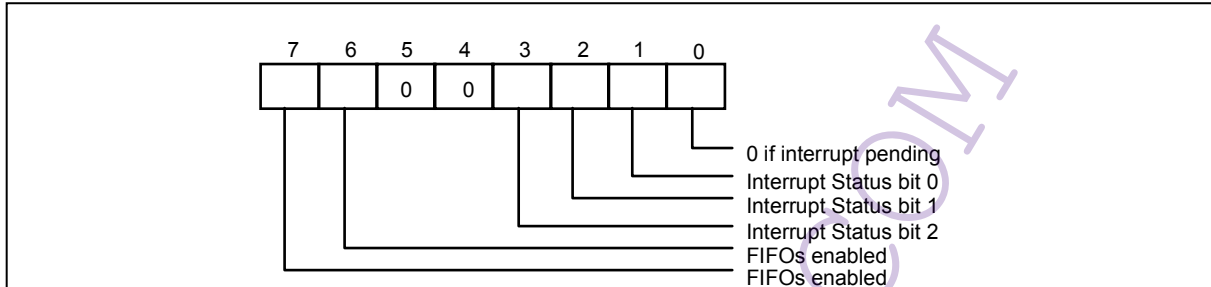 7 6 5 4 3 2 1 0
0 0
0 if interrupt pending
Interrupt Status bit 0
Interrupt Status bit 1
Interrupt Status bit 2
FIFOs enabled
FIFOs enabled
COM